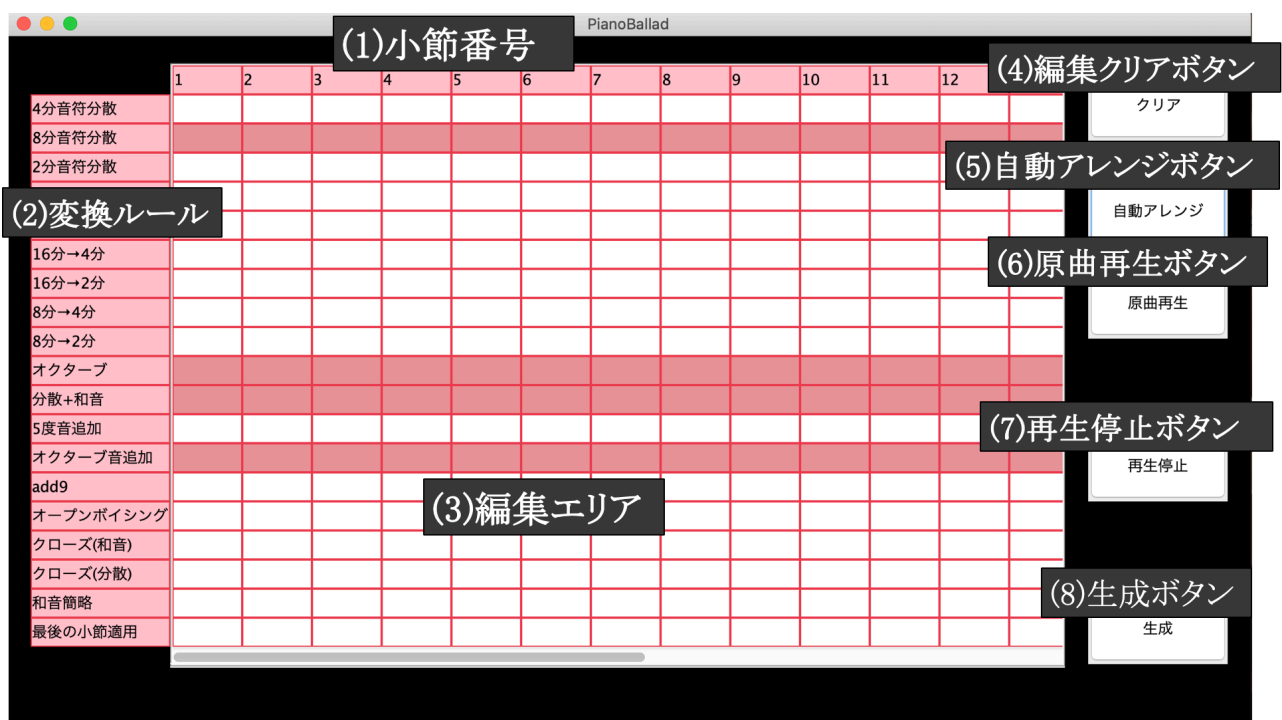 PianoBallad
(1)小節番号
(4)編集クリアボタン
1 2 3 4 5 6 7 8 9 10 11 12
クリア
4分音符分散
8分音符分散
(5)自動アレンジボタン
2分音符分散
(2)変換ルール
自動アレンジ
16分→4分
(6)原曲再生ボタン
16分→2分
8分→4分
原曲再生
8分→2分
オクターブ
分散+和音
(7)再生停止ボタン
5度音追加
オクターブ音追加
再生停止
add9
(3)編集エリア
オープンボイシング
クローズ(和音)
クローズ(分散)
(8)生成ボタン
和音簡略
最後の小節適用
生成